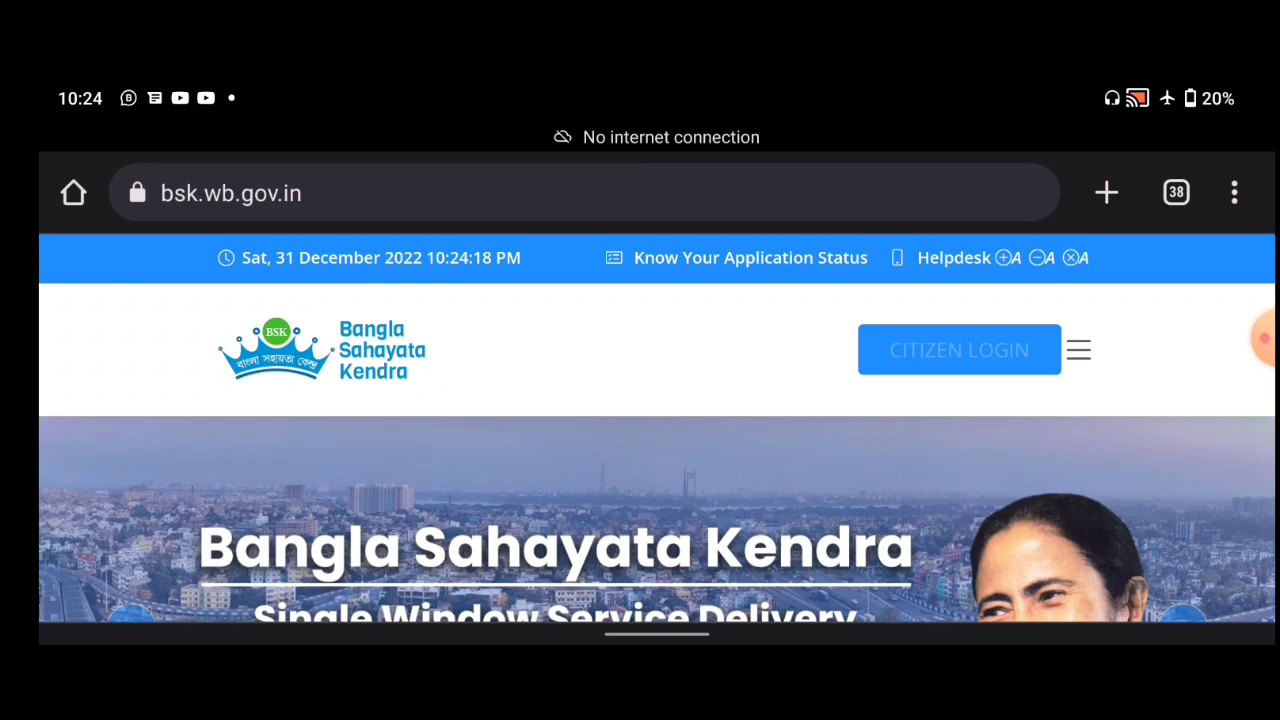 10:24
20%
No internet connection
bsk.wb.gov.in
38
Sat, 31 December 2022 10:24:18 PM
Know Your Application Status
Helpdesk A A A
BSK
বাংলা সহায়তা কেন্দ্র
Bangla
Sahayata
Kendra
CITIZEN LOGIN
Bangla Sahayata Kendra
Single Window Service Delivery